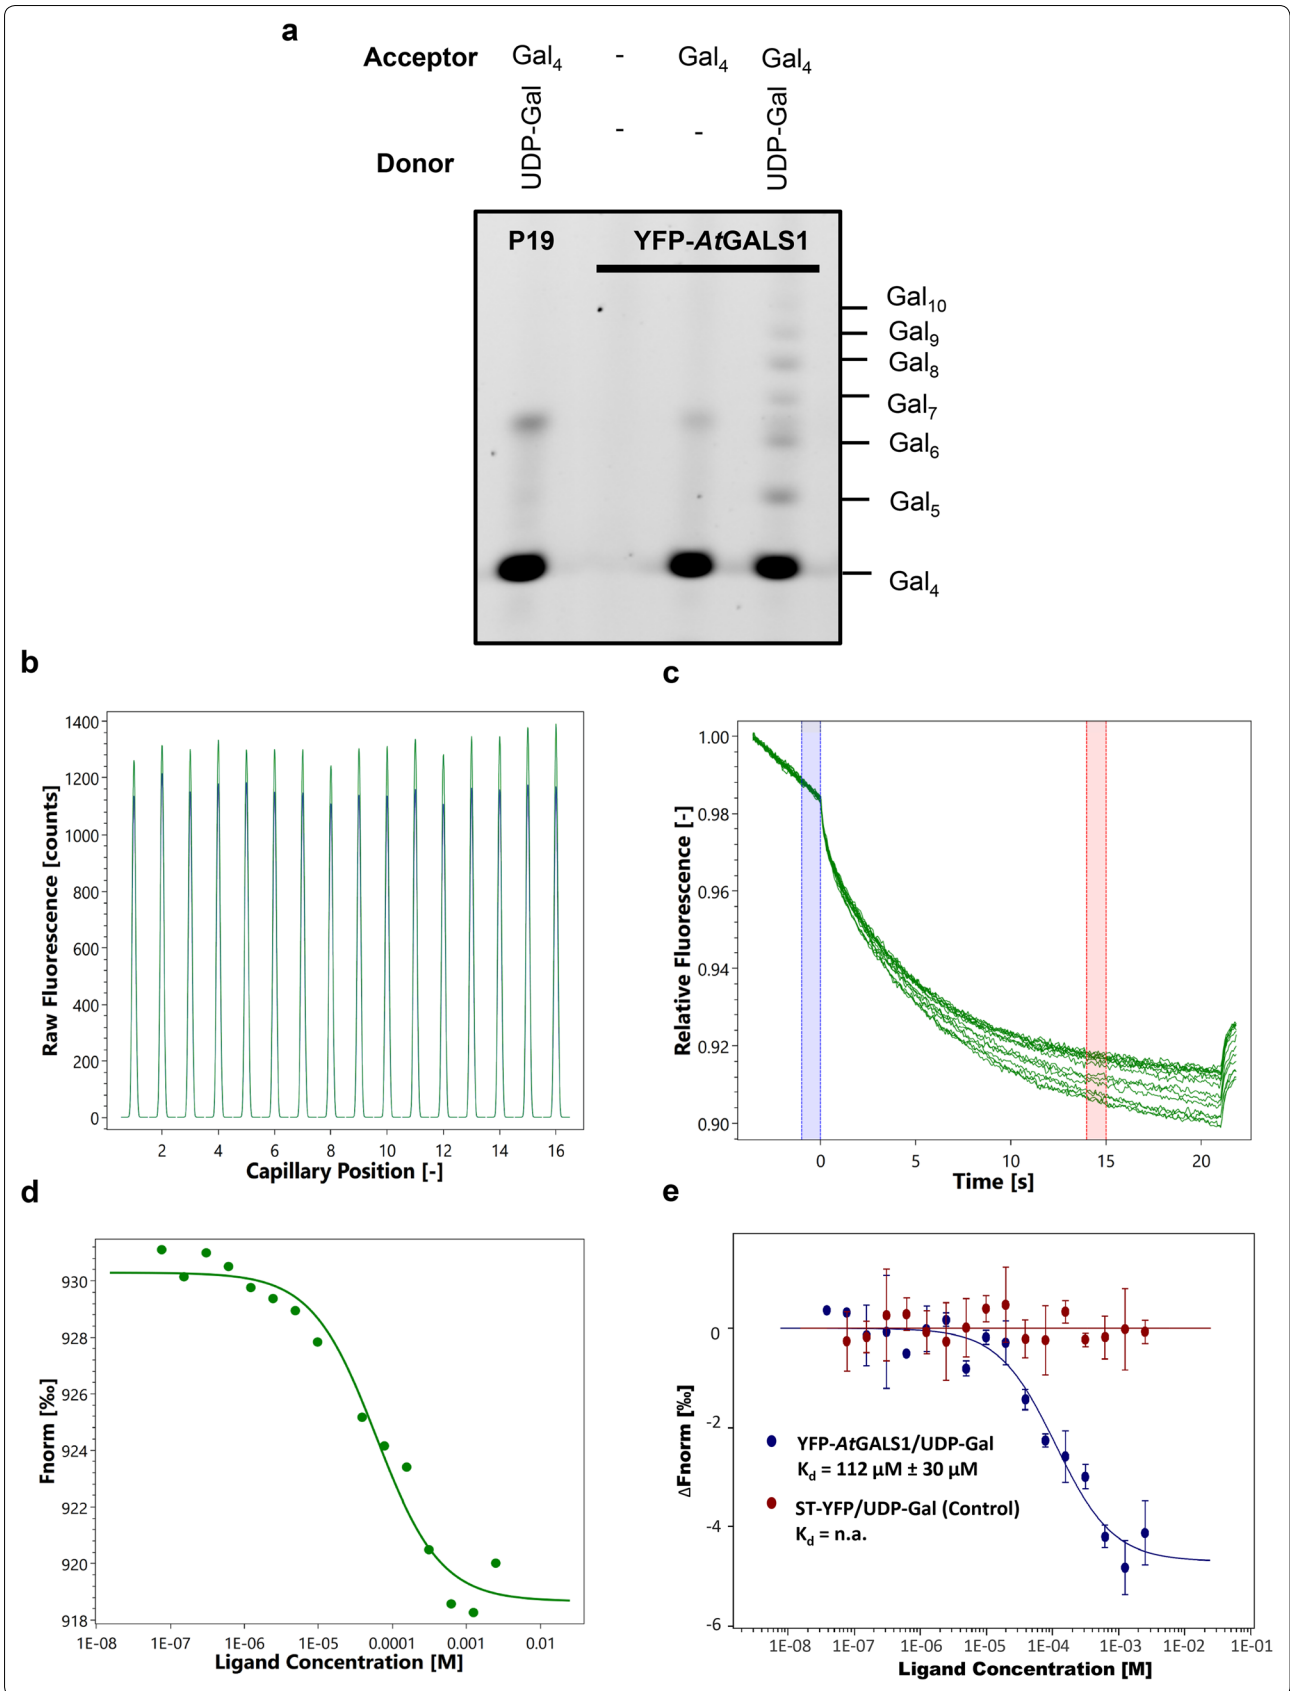 a
Acceptor Gal₄ - Gal₄ Gal₄
Donor UDP-Gal - - UDP-Gal
P19 YFP-AtGALS1
Gal₁₀
Gal₉
Gal₈
Gal₇
Gal₆
Gal₅
Gal₄
b
Raw Fluorescence [counts]
1400
1200
1000
800
600
400
200
0
2 4 6 8 10 12 14 16
Capillary Position [-]
c
Relative Fluorescence [-]
1.00
0.98
0.96
0.94
0.92
0.90
0 5 10 15 20
Time [s]
d
Fnorm [‰]
930
928
926
924
922
920
918
1E-08 1E-07 1E-06 1E-05 0.0001 0.001 0.01
Ligand Concentration [M]
e
ΔFnorm [‰]
0
-2
-4
-6
YFP-AtGALS1/UDP-Gal
K_d = 112 µM ± 30 µM
ST-YFP/UDP-Gal (Control)
K_d = n.a.
1E-08 1E-07 1E-06 1E-05 1E-04 1E-03 1E-02 1E-01
Ligand Concentration [M]